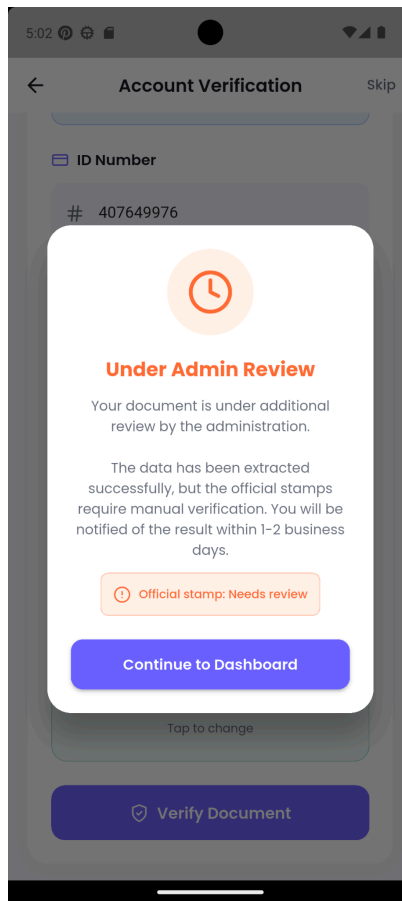 5:02
Account Verification
Skip
ID Number
# 407649976
Under Admin Review
Your document is under additional
review by the administration.
The data has been extracted
successfully, but the official stamps
require manual verification. You will be
notified of the result within 1-2 business
days.
Official stamp: Needs review
Continue to Dashboard
Tap to change
Verify Document